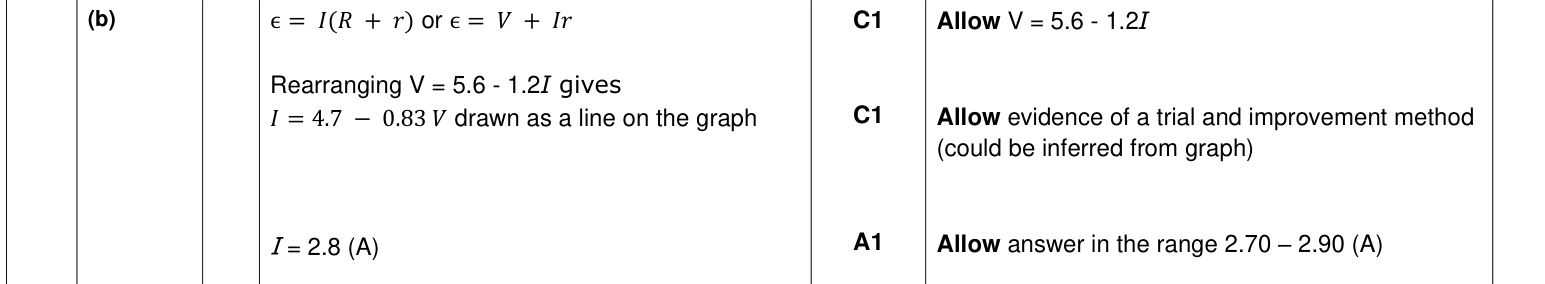 (b)
ϵ = I(R + r) or ϵ = V + Ir
C1
Allow V = 5.6 - 1.2I
Rearranging V = 5.6 - 1.2I gives
I = 4.7 − 0.83 V drawn as a line on the graph
C1
Allow evidence of a trial and improvement method
(could be inferred from graph)
I = 2.8 (A)
A1
Allow answer in the range 2.70 – 2.90 (A)